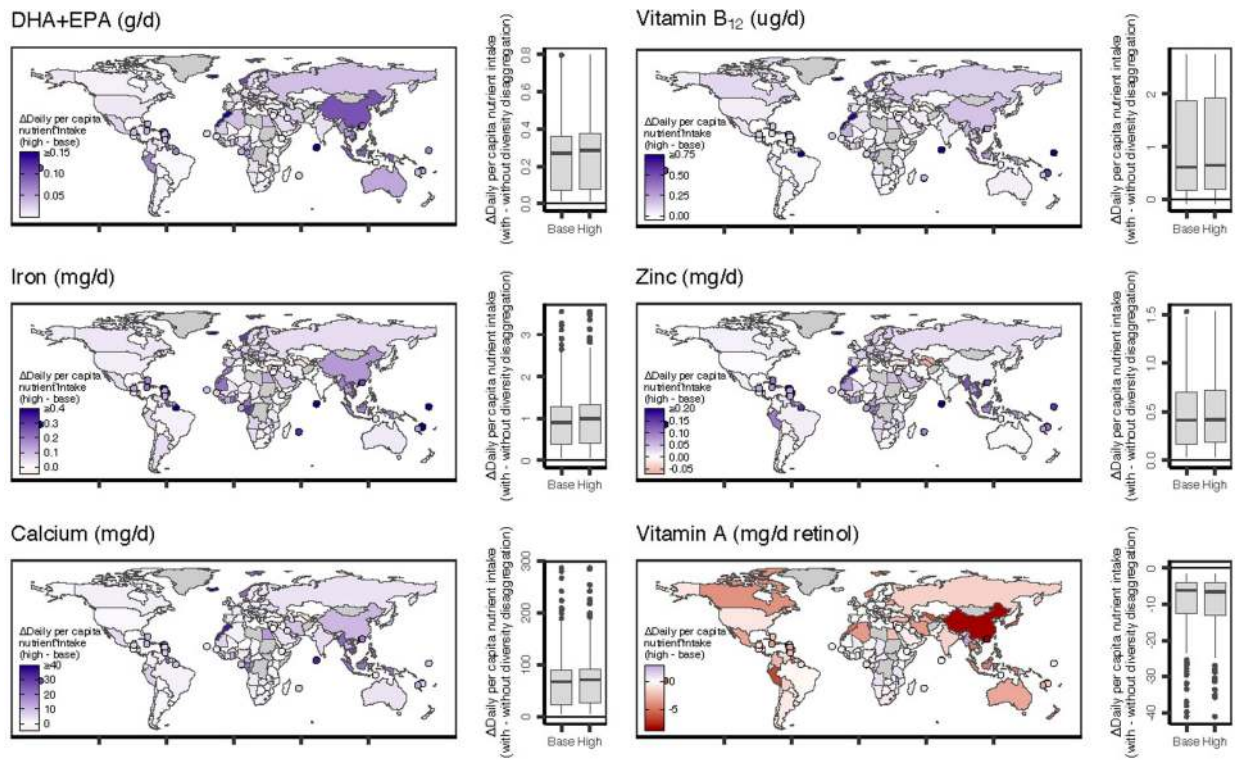 DHA+EPA (g/d)
ΔDaily per capita
nutrient intake
(high - base)
≥0.15
0.10
0.05
ΔDaily per capita nutrient intake
(with - without diversity disaggregation)
0.8
0.6
0.4
0.2
0.0
Base High
Vitamin B₁₂ (ug/d)
ΔDaily per capita
nutrient intake
(high - base)
≥0.75
0.50
0.25
0.00
ΔDaily per capita nutrient intake
(with - without diversity disaggregation)
2
1
0
Base High
Iron (mg/d)
ΔDaily per capita
nutrient intake
(high - base)
≥0.4
0.3
0.2
0.1
0.0
ΔDaily per capita nutrient intake
(with - without diversity disaggregation)
3
2
1
0
Base High
Zinc (mg/d)
ΔDaily per capita
nutrient intake
(high - base)
≥0.20
0.15
0.10
0.05
0.00
-0.05
ΔDaily per capita nutrient intake
(with - without diversity disaggregation)
1.5
1.0
0.5
0.0
Base High
Calcium (mg/d)
ΔDaily per capita
nutrient intake
(high - base)
≥40
30
20
10
0
ΔDaily per capita nutrient intake
(with - without diversity disaggregation)
300
200
100
0
Base High
Vitamin A (mg/d retinol)
ΔDaily per capita
nutrient intake
(high - base)
-5
ΔDaily per capita nutrient intake
(with - without diversity disaggregation)
0
-10
-20
-30
-40
Base High